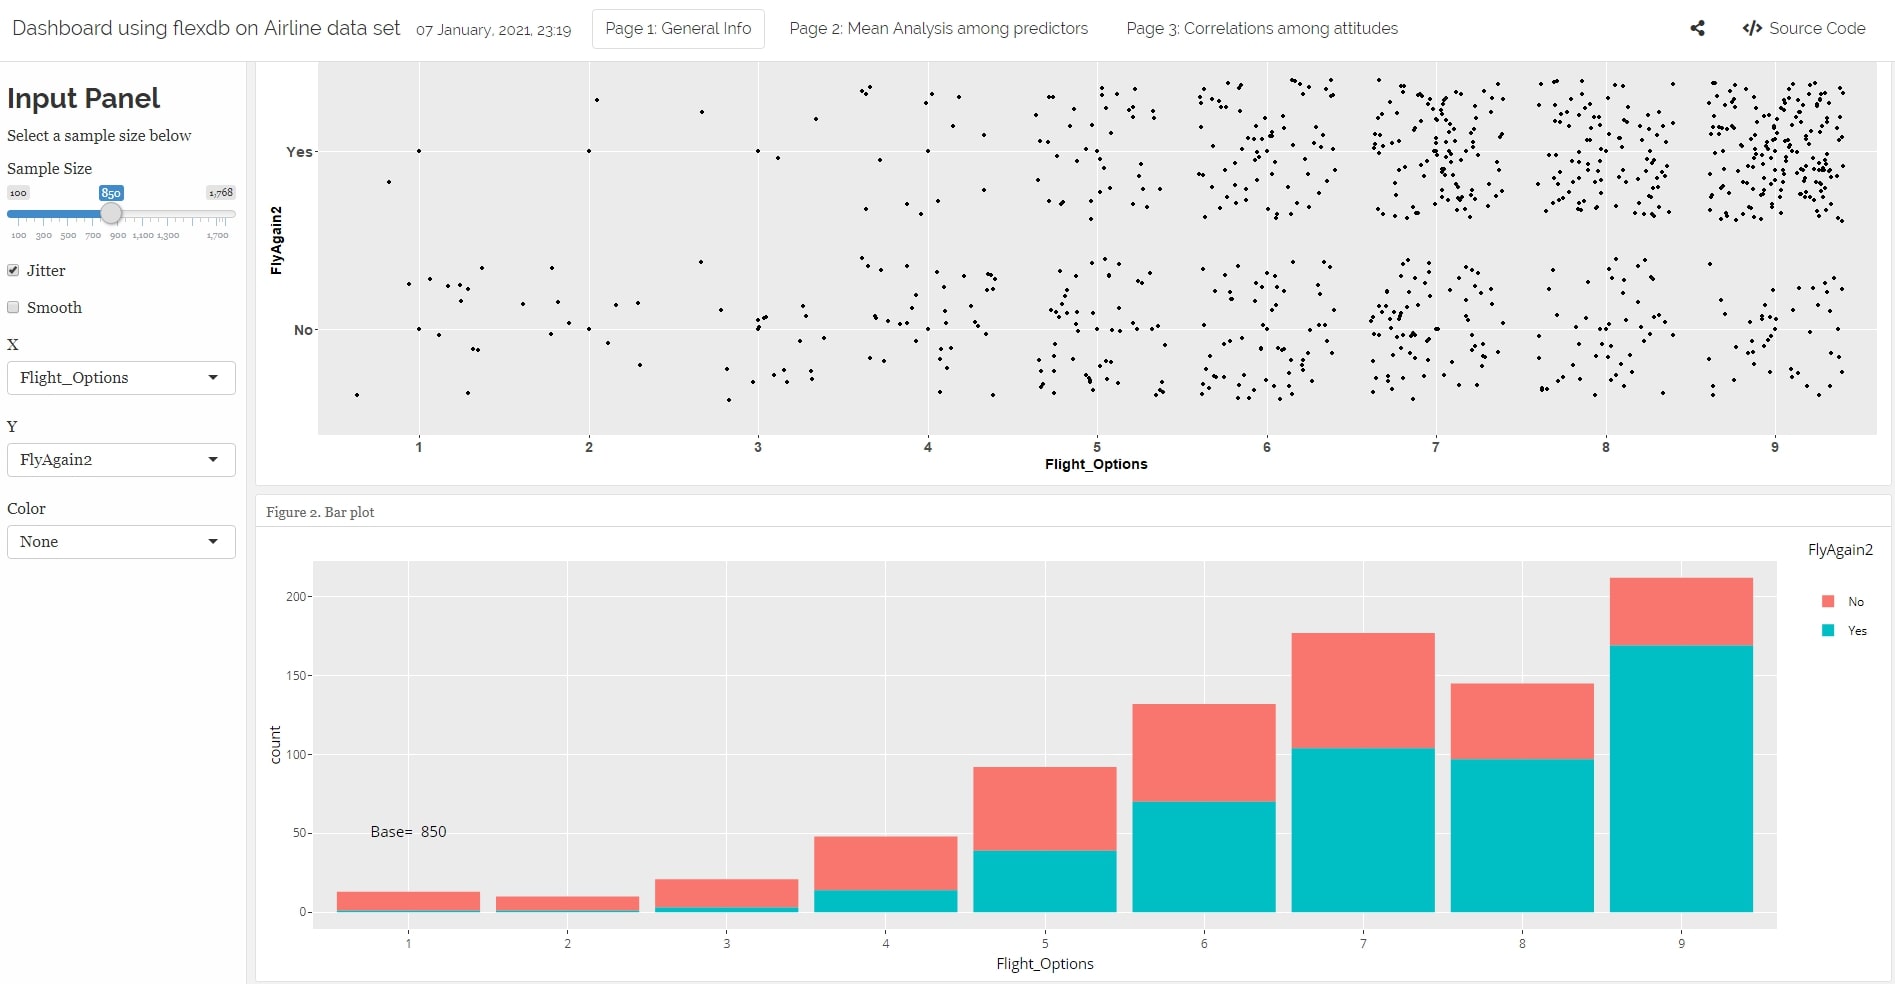 Dashboard using flexdb on Airline data set 07 January, 2021, 23:19 Page 1: General Info Page 2: Mean Analysis among predictors Page 3: Correlations among attitudes Source Code
Input Panel
Select a sample size below
Sample Size
100 850 1,768
100 300 500 700 900 1,100 1,300 1,700
Jitter
Smooth
X
Flight_Options
Y
FlyAgain2
Color
None
Yes
No
FlyAgain2
1 2 3 4 5 6 7 8 9
Flight_Options
Figure 2. Bar plot
FlyAgain2
No
Yes
200
150
100
50
0
count
Base= 850
1 2 3 4 5 6 7 8 9
Flight_Options